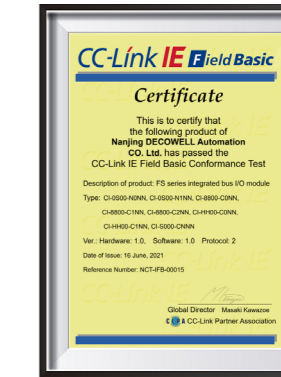 CC-Link IE Field Basic
Certificate
This is to certify that
the following product of
Nanjing DECOWELL Automation
CO. Ltd. has passed the
CC-Link IE Field Basic Conformance Test
Description of product: FS series integrated bus I/O module
Type: CI-0S00-N0NN, CI-0S00-N1NN, CI-8800-C0NN,
CI-8800-C1NN, CI-8800-C2NN, CI-HH00-C0NN,
CI-HH00-C1NN, CI-S000-CNNN
Ver.: Hardware: 1.0, Software: 1.0 Protocol: 2
Date of Issue: 16 June, 2021
Reference Number: NCT-IFB-00015
Global Director Masaki Kawazoe
CLPA CC-Link Partner Association